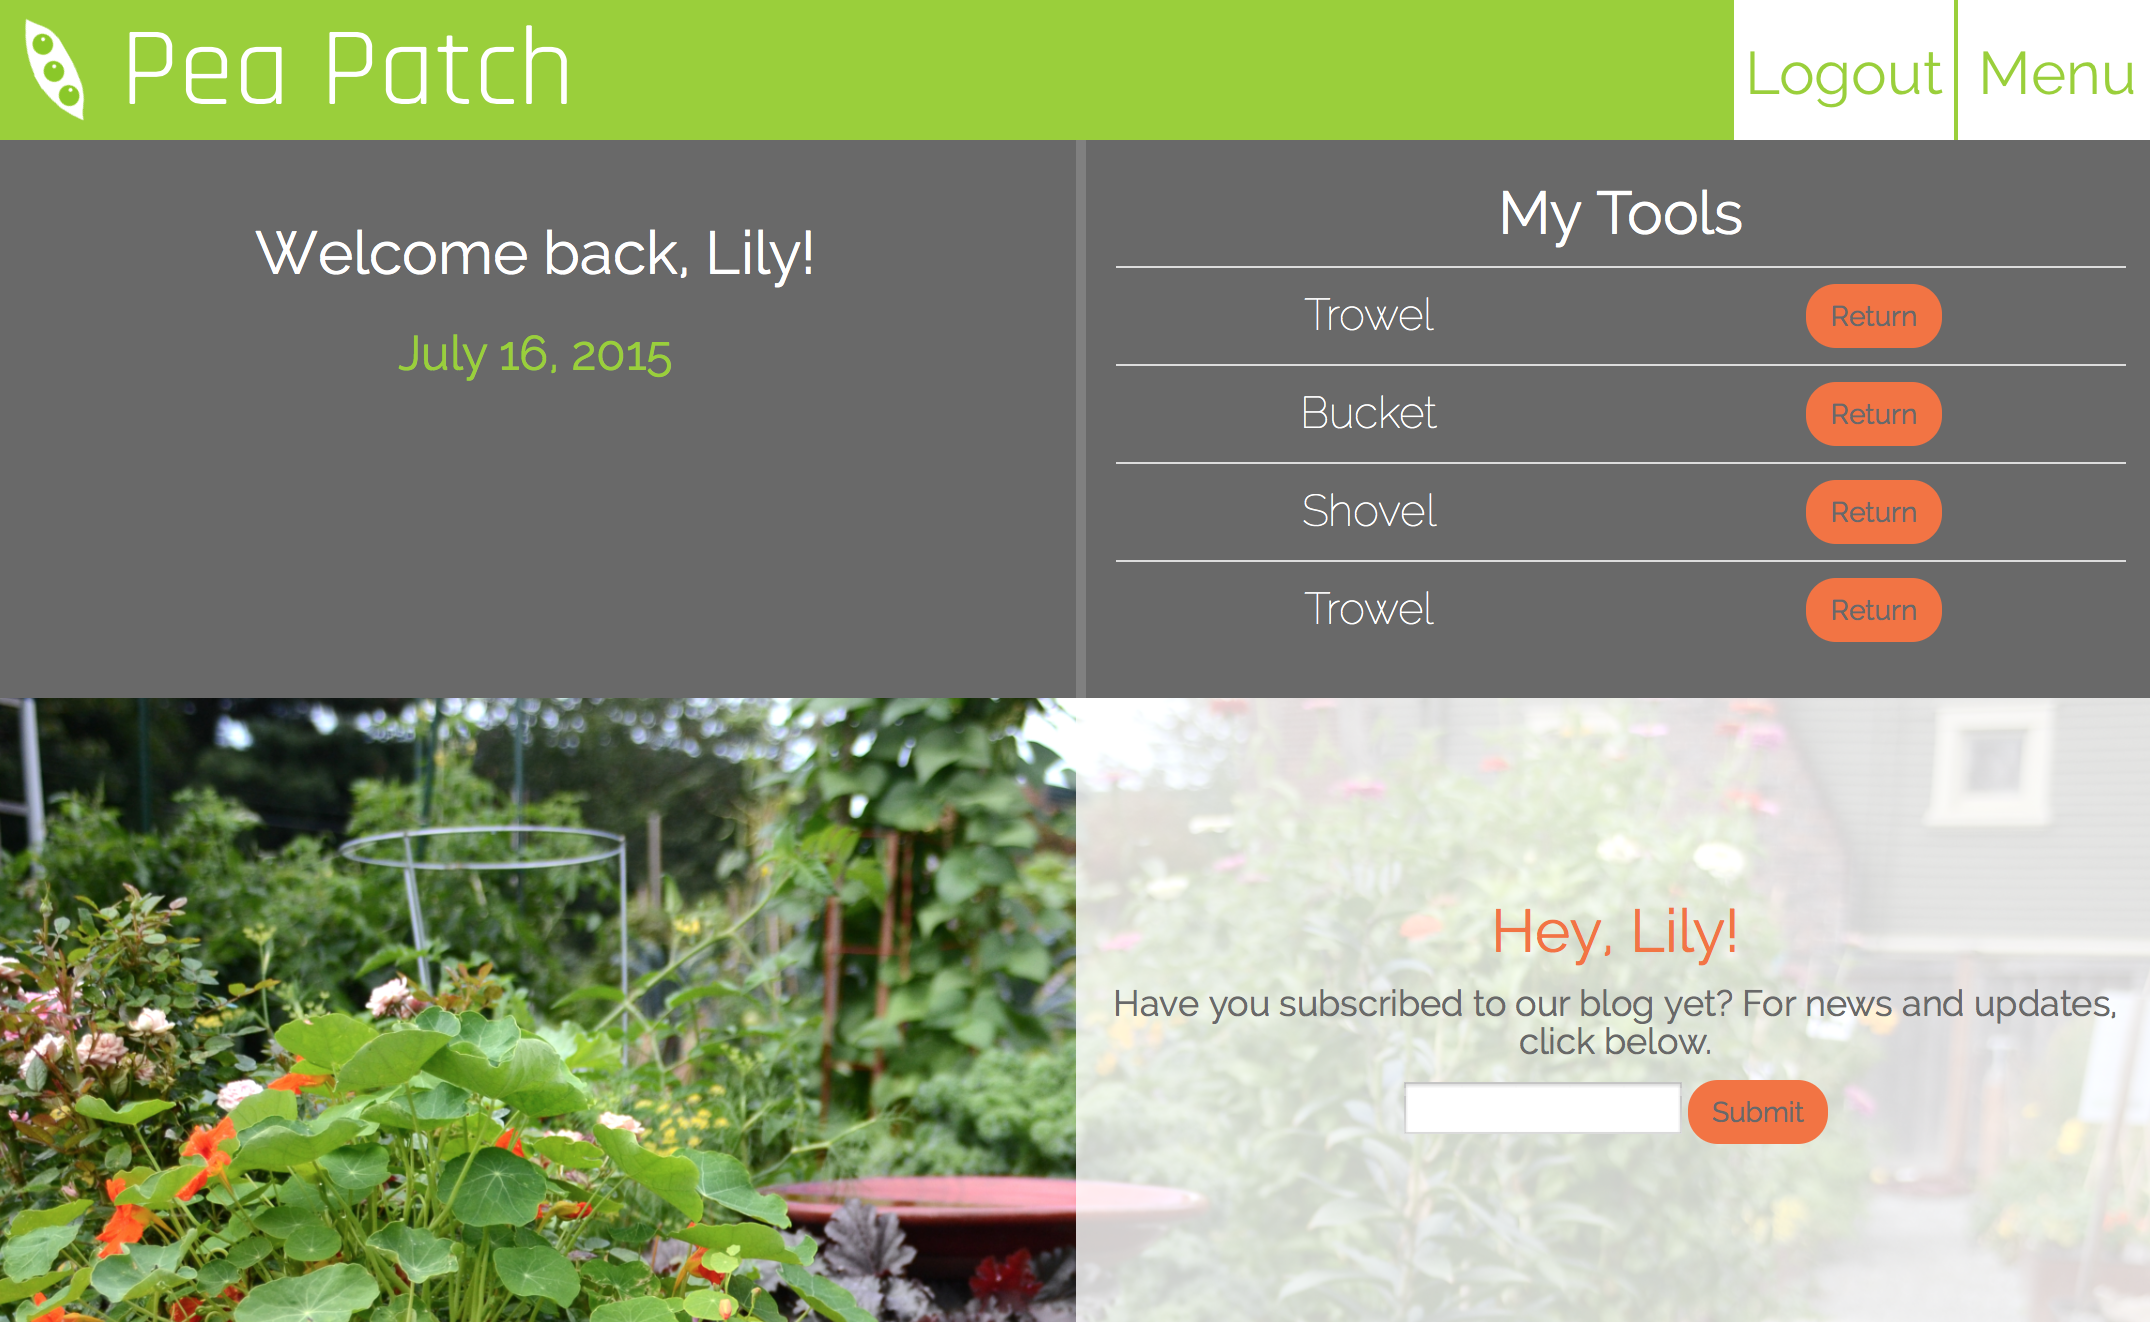 Pea Patch
Logout
Menu
Welcome back, Lily!
July 16, 2015
My Tools
Trowel
Return
Bucket
Return
Shovel
Return
Trowel
Return
Hey, Lily!
Have you subscribed to our blog yet? For news and updates,
click below.
Submit